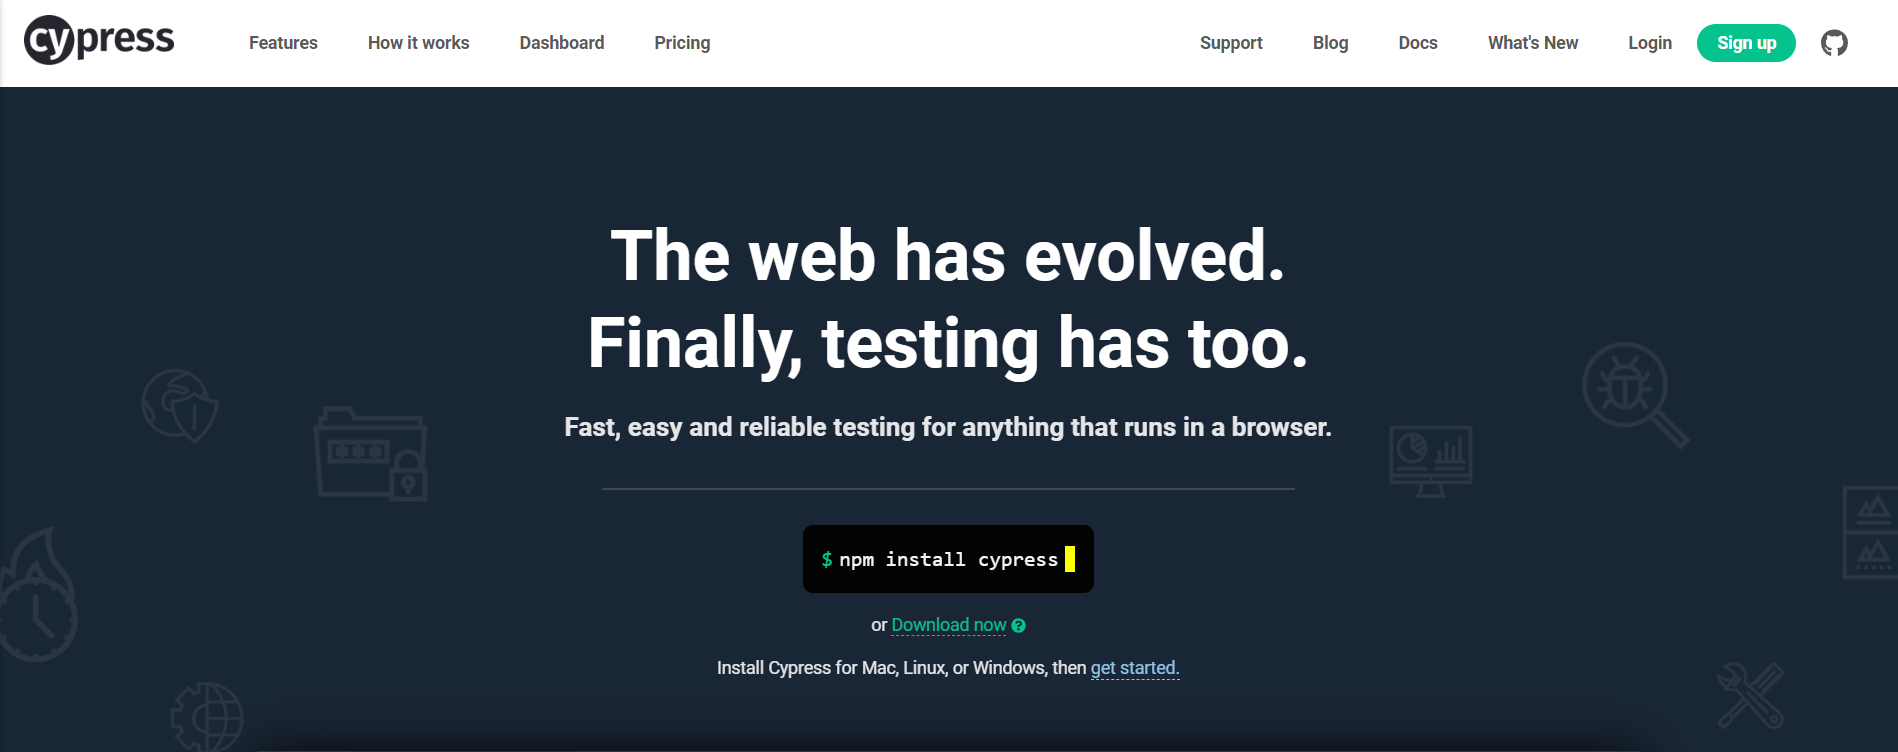 cypress
Features How it works Dashboard Pricing Support Blog Docs What's New Login Sign up
The web has evolved.
Finally, testing has too.
Fast, easy and reliable testing for anything that runs in a browser.
$ npm install cypress
or Download now ?
Install Cypress for Mac, Linux, or Windows, then get started.